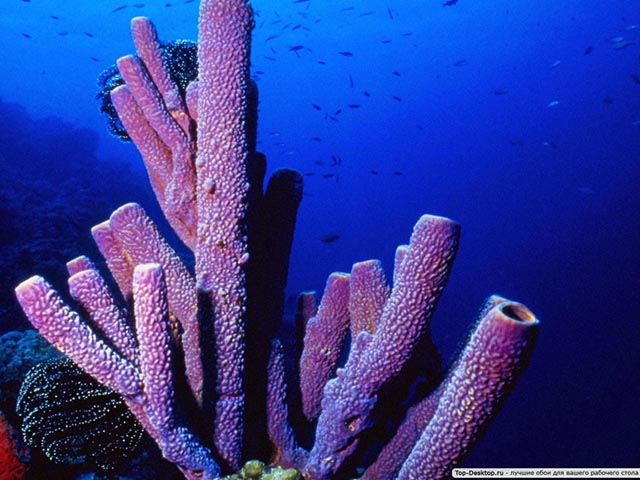 Top-Desktop.ru - лучшие обои для вашего рабочего стола